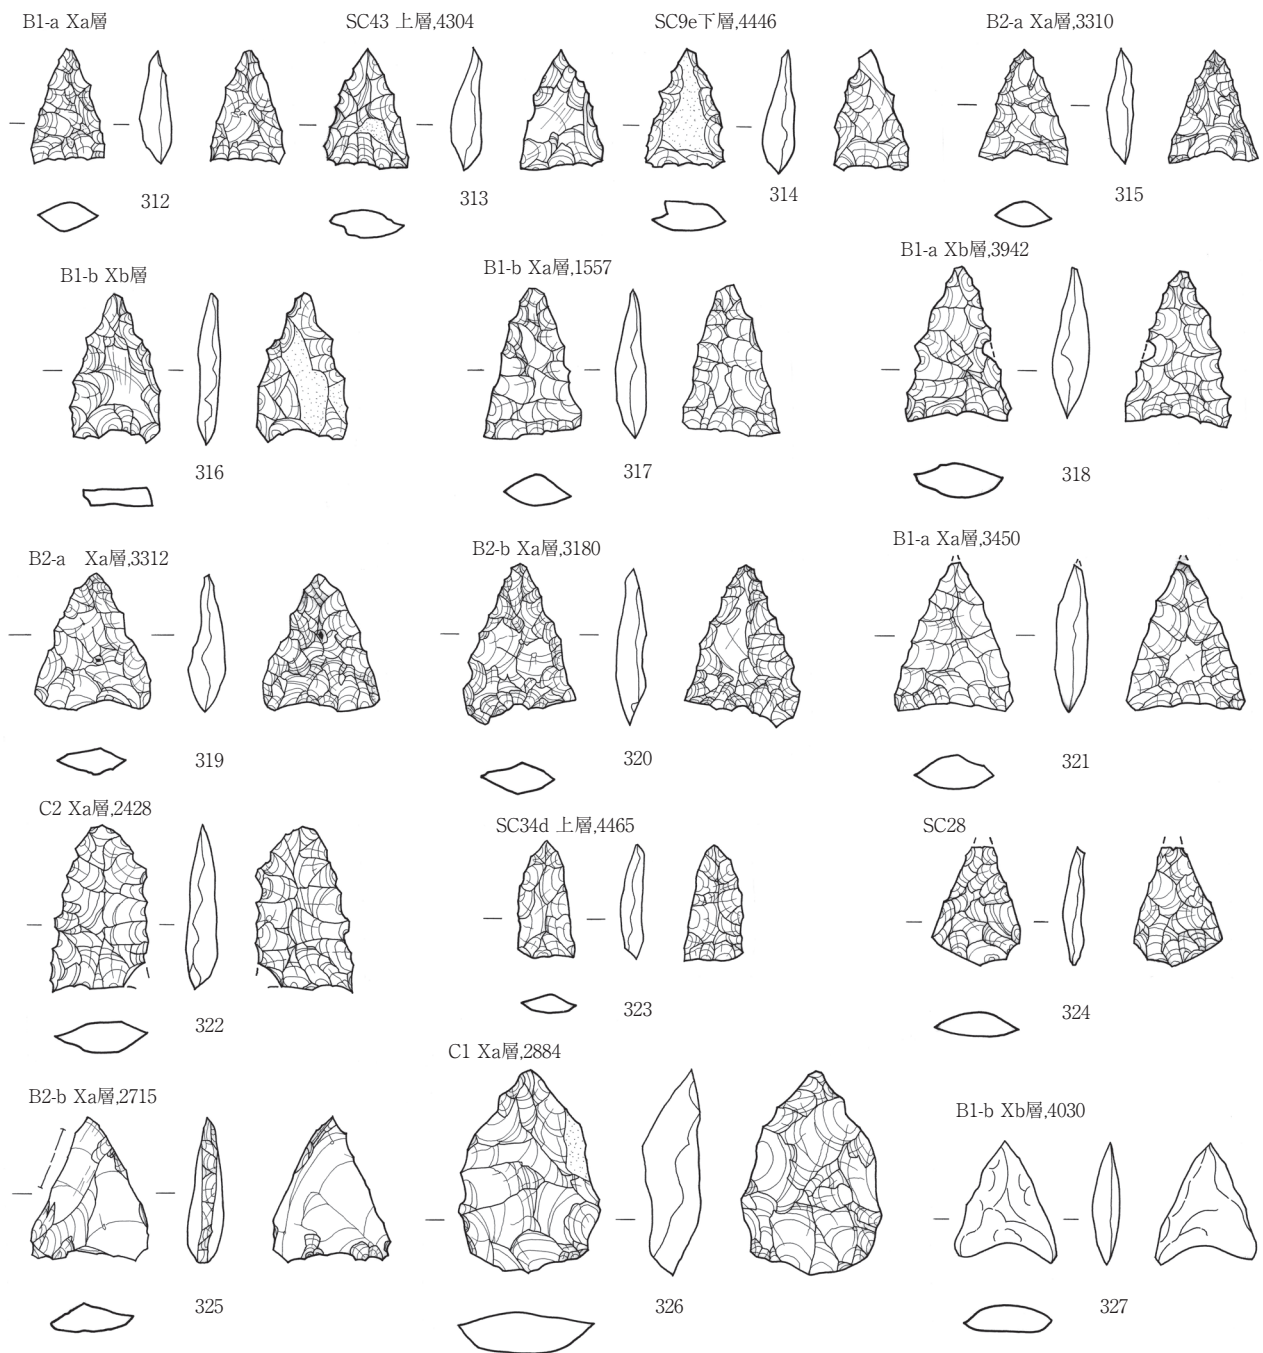 B1-a Xa層
SC43 上層,4304
SC9e下層,4446
B2-a Xa層,3310
312
313
314
315
B1-b Xb層
B1-b Xa層,1557
B1-a Xb層,3942
316
317
318
B2-a Xa層,3312
B2-b Xa層,3180
B1-a Xa層,3450
319
320
321
C2 Xa層,2428
SC34d 上層,4465
SC28
322
323
324
B2-b Xa層,2715
C1 Xa層,2884
B1-b Xb層,4030
325
326
327